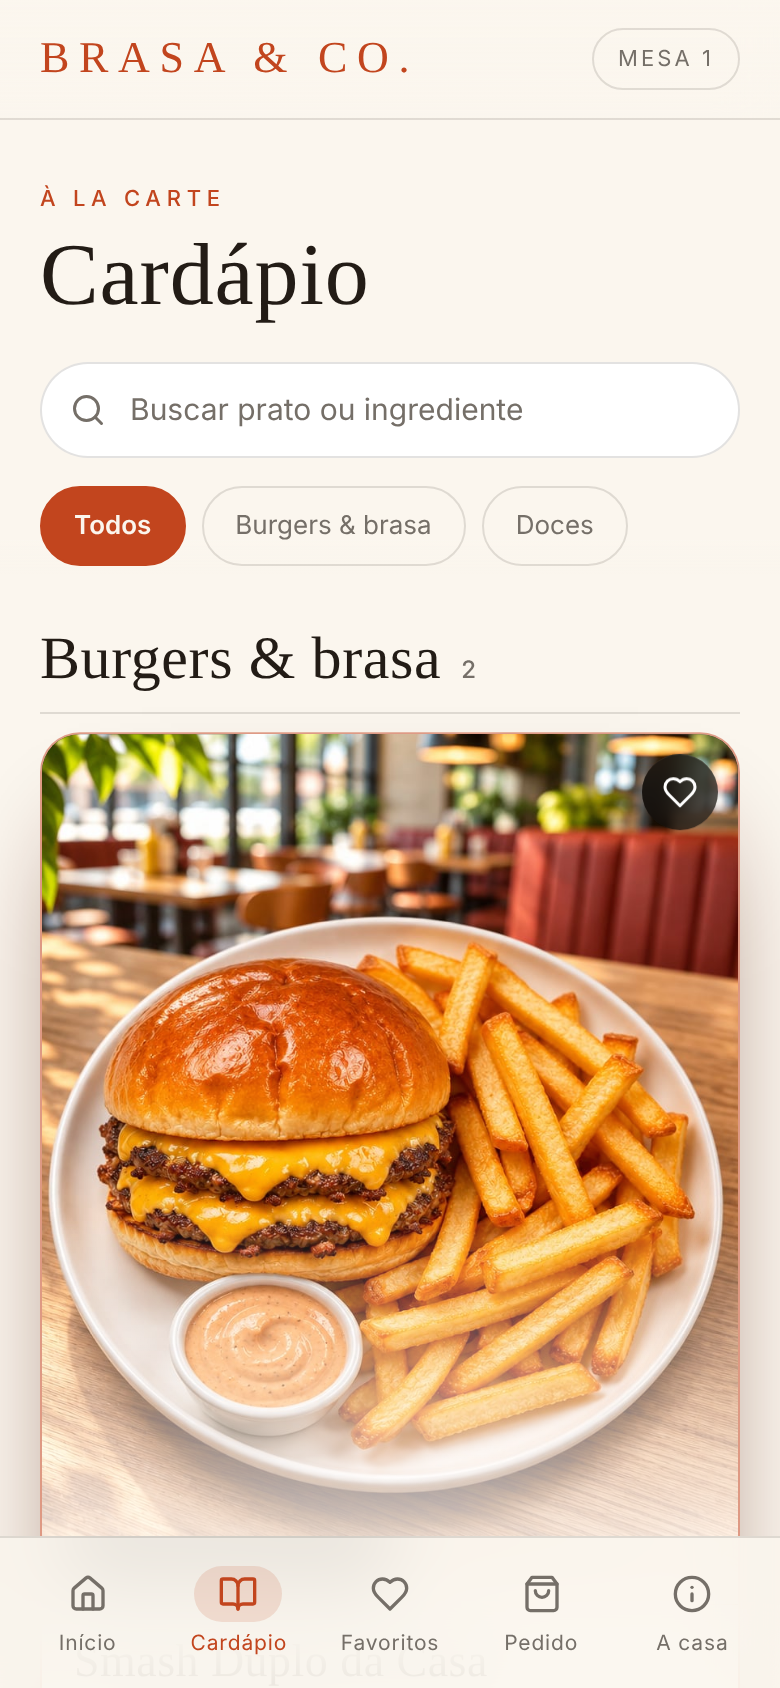 BRASA & CO.
MESA 1
À LA CARTE
Cardápio
Buscar prato ou ingrediente
Todos
Burgers & brasa
Doces
Burgers & brasa 2
Início
Cardápio
Favoritos
Pedido
A casa
Smash Duplo da Casa